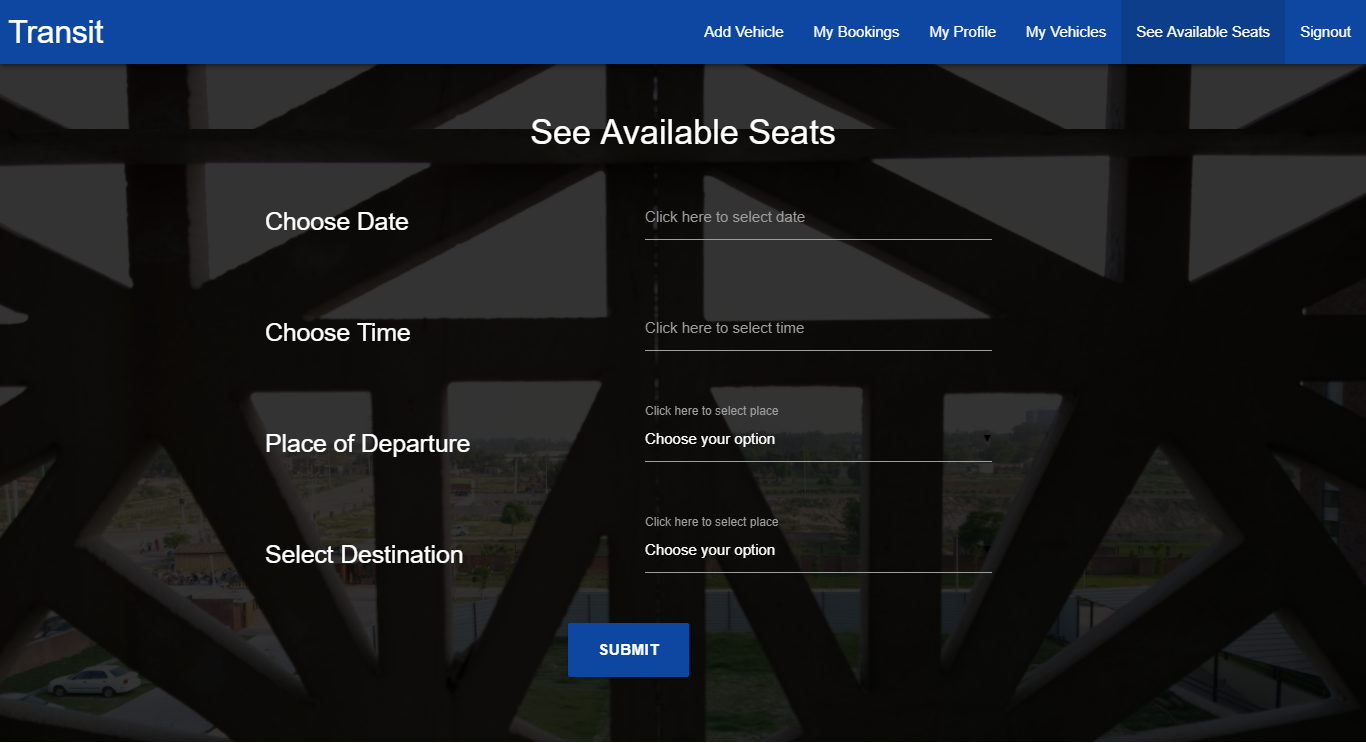 Transit
Add Vehicle
My Bookings
My Profile
My Vehicles
See Available Seats
Signout
See Available Seats
Choose Date
Click here to select date
Choose Time
Click here to select time
Place of Departure
Click here to select place
Choose your option
Select Destination
Click here to select place
Choose your option
SUBMIT